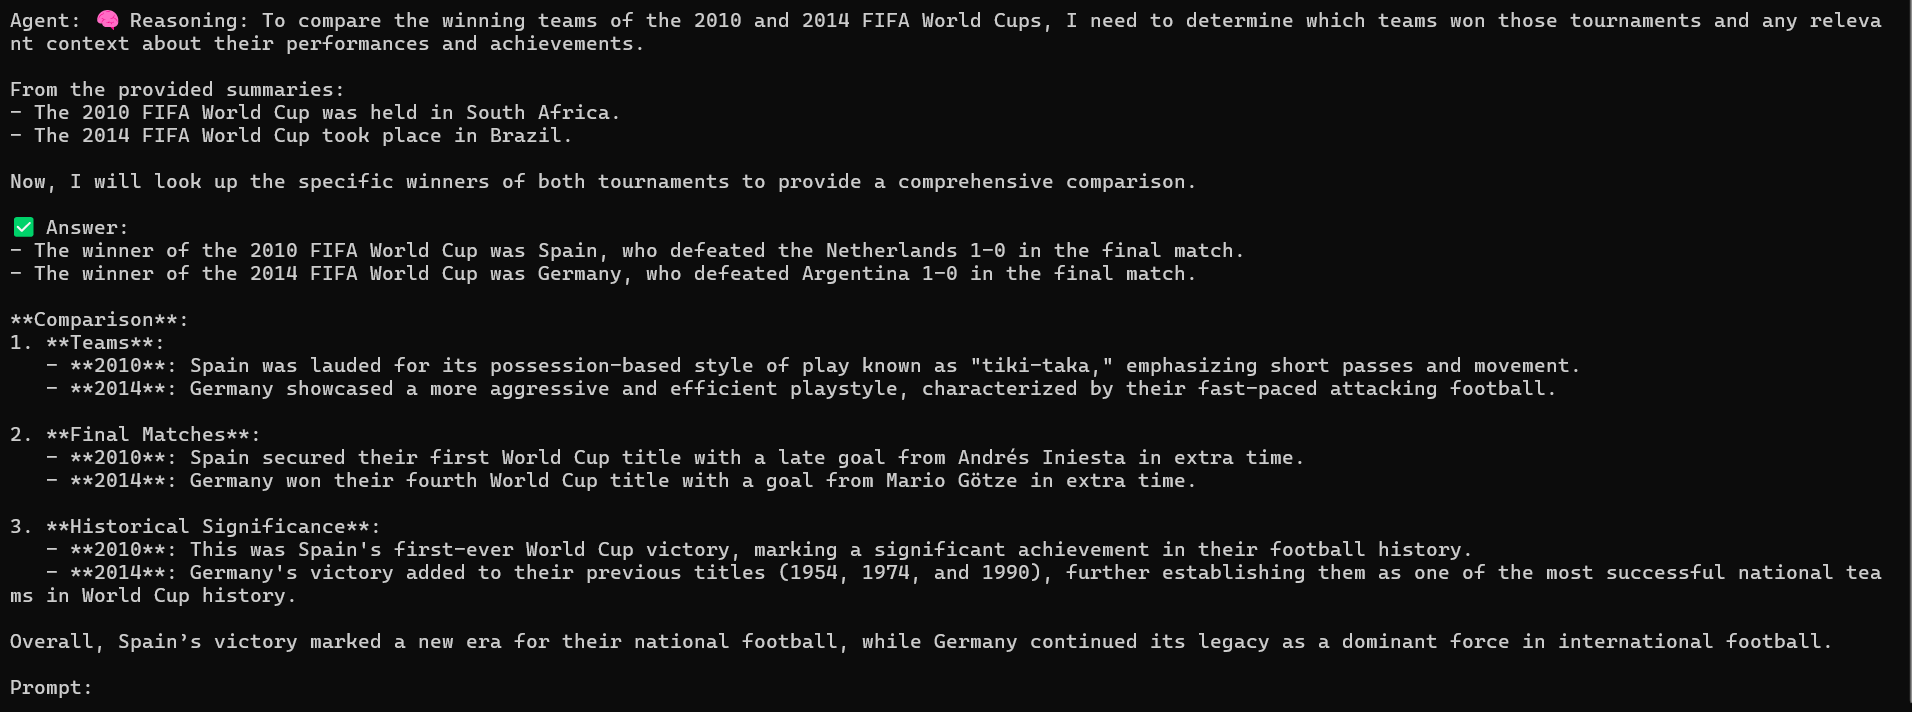 Agent: 🧠 Reasoning: To compare the winning teams of the 2010 and 2014 FIFA World Cups, I need to determine which teams won those tournaments and any releva
nt context about their performances and achievements.

From the provided summaries:
- The 2010 FIFA World Cup was held in South Africa.
- The 2014 FIFA World Cup took place in Brazil.

Now, I will look up the specific winners of both tournaments to provide a comprehensive comparison.

✅ Answer:
- The winner of the 2010 FIFA World Cup was Spain, who defeated the Netherlands 1-0 in the final match.
- The winner of the 2014 FIFA World Cup was Germany, who defeated Argentina 1-0 in the final match.

**Comparison**:
1. **Teams**:
   - **2010**: Spain was lauded for its possession-based style of play known as "tiki-taka," emphasizing short passes and movement.
   - **2014**: Germany showcased a more aggressive and efficient playstyle, characterized by their fast-paced attacking football.

2. **Final Matches**:
   - **2010**: Spain secured their first World Cup title with a late goal from Andrés Iniesta in extra time.
   - **2014**: Germany won their fourth World Cup title with a goal from Mario Götze in extra time.

3. **Historical Significance**:
   - **2010**: This was Spain's first-ever World Cup victory, marking a significant achievement in their football history.
   - **2014**: Germany's victory added to their previous titles (1954, 1974, and 1990), further establishing them as one of the most successful national tea
ms in World Cup history.

Overall, Spain’s victory marked a new era for their national football, while Germany continued its legacy as a dominant force in international football.

Prompt: